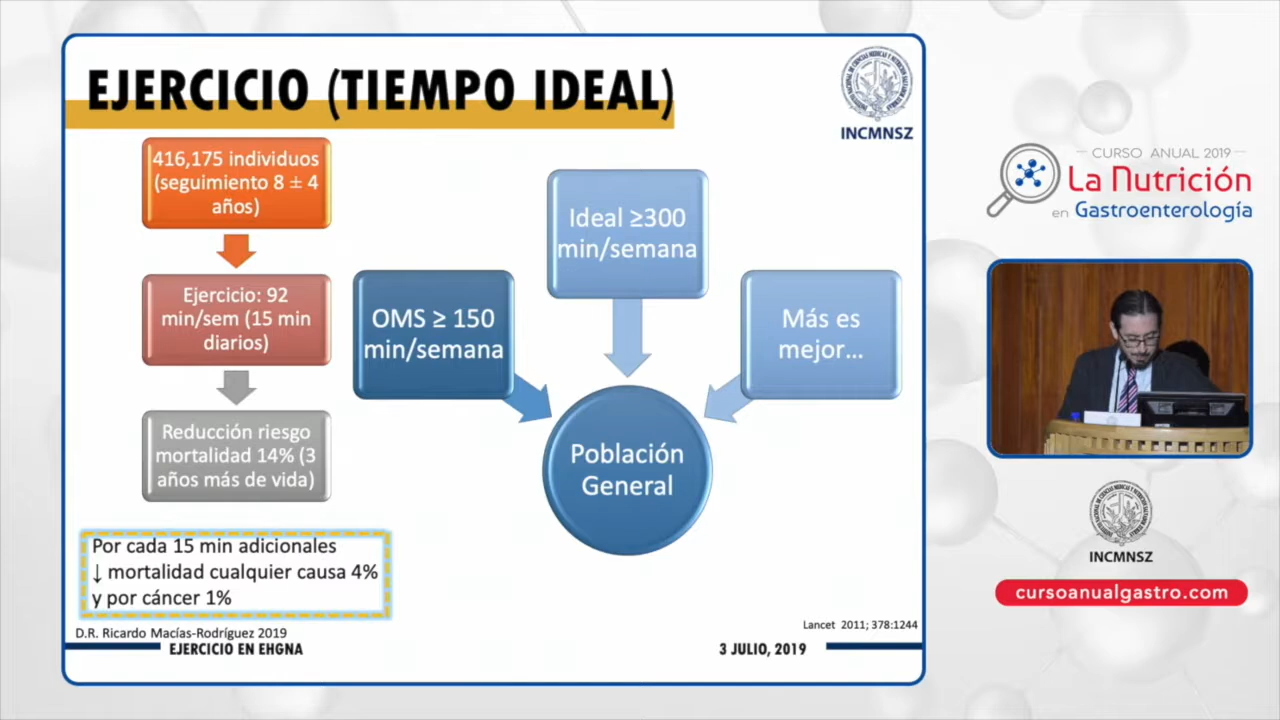 EJERCICIO (TIEMPO IDEAL)
INCMNSZ
416,175 individuos
(seguimiento 8 ± 4
años)
Ejercicio: 92
min/sem (15 min
diarios)
Reducción riesgo
mortalidad 14% (3
años más de vida)
Por cada 15 min adicionales
↓ mortalidad cualquier causa 4%
y por cáncer 1%
OMS ≥ 150
min/semana
Ideal ≥300
min/semana
Más es
mejor...
Población
General
D.R. Ricardo Macías-Rodríguez 2019
Lancet 2011; 378:1244
EJERCICIO EN EHGNA
3 JULIO, 2019
CURSO ANUAL 2019
La Nutrición
en Gastroenterología
INCMNSZ
cursoanualgastro.com